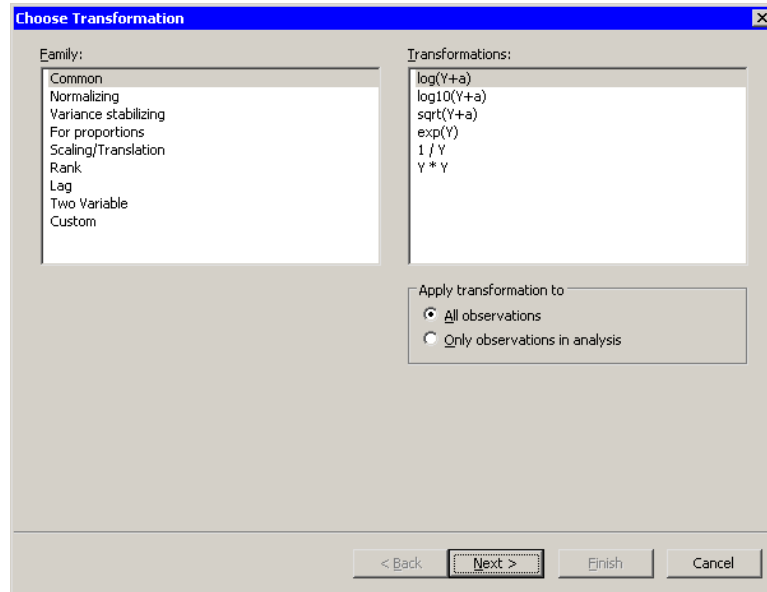 Choose Transformation
Family:
Common
Normalizing
Variance stabilizing
For proportions
Scaling/Translation
Rank
Lag
Two Variable
Custom
Transformations:
log(Y+a)
log10(Y+a)
sqrt(Y+a)
exp(Y)
1 / Y
Y * Y
Apply transformation to
All observations
Only observations in analysis
< Back
Next >
Finish
Cancel